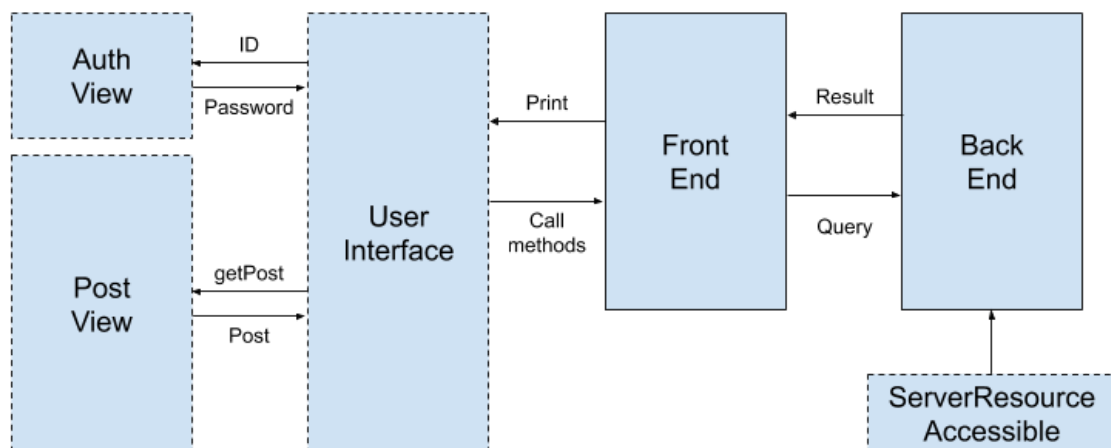 Auth
View
ID
Password
Post
View
getPost
Post
User
Interface
Print
Call
methods
Front
End
Result
Query
Back
End
ServerResource
Accessible